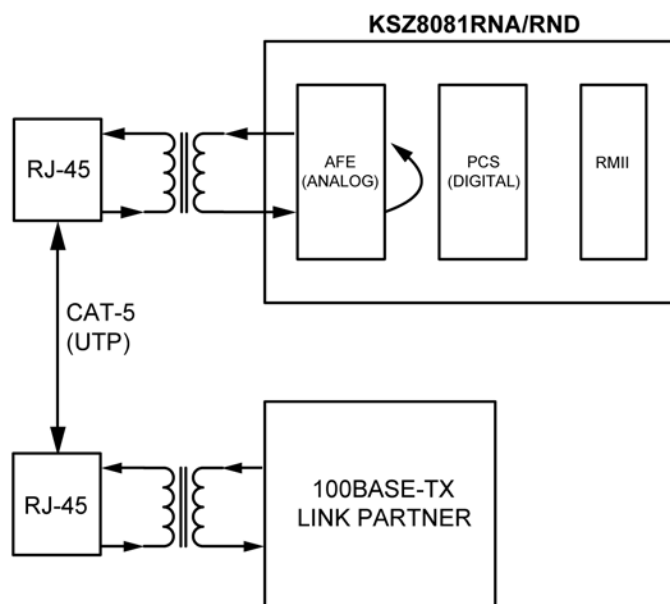 KSZ8081RNA/RND
RJ-45
AFE
(ANALOG)
PCS
(DIGITAL)
RMII
CAT-5
(UTP)
RJ-45
100BASE-TX
LINK PARTNER